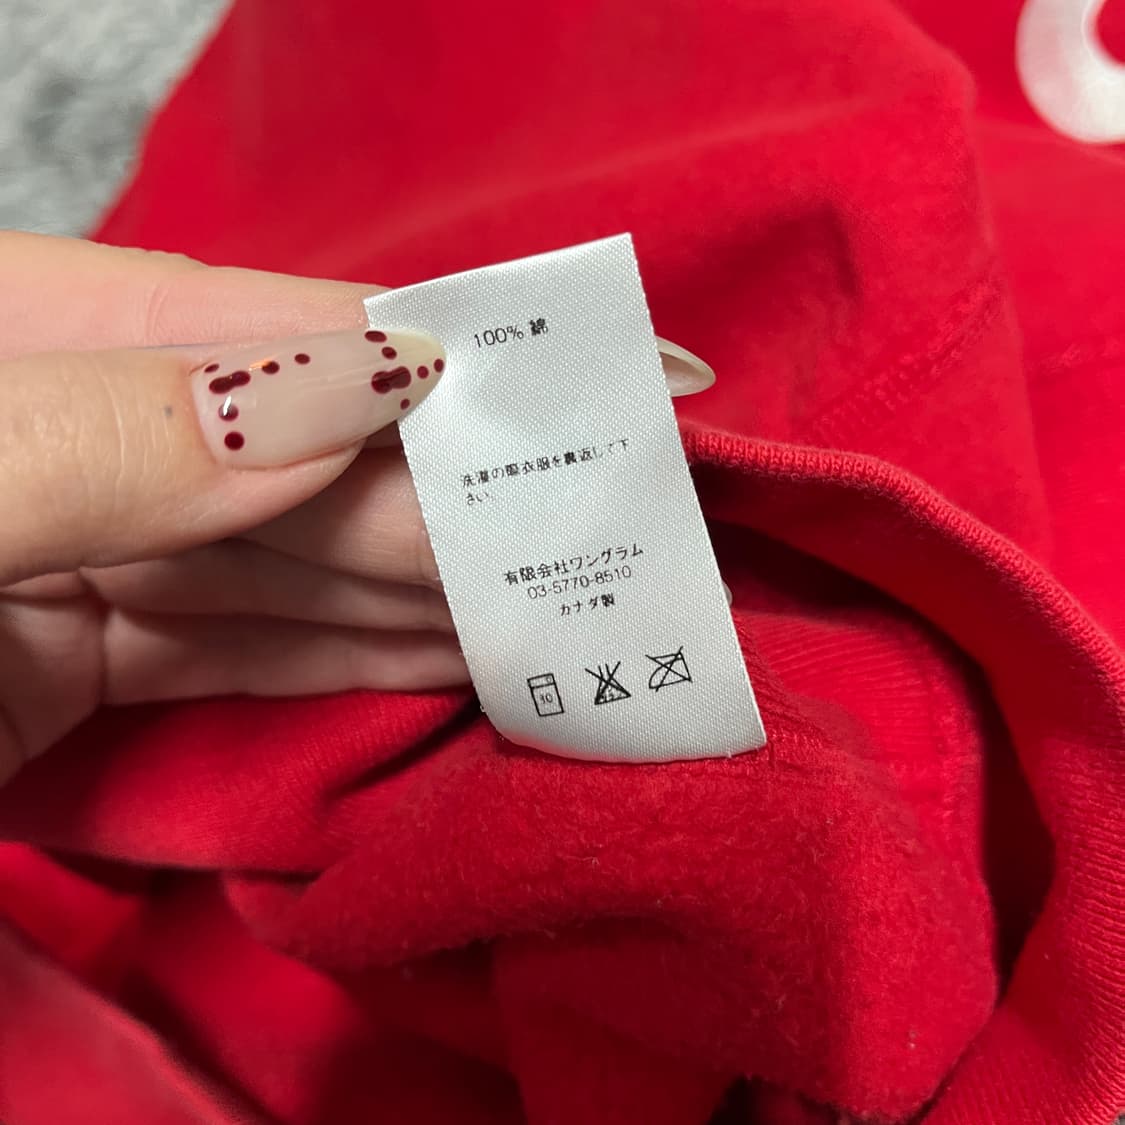 100% 綿
洗濯の際衣服を裏返して下
さい
有限会社ワングラム
03-5770-8510
カナダ製